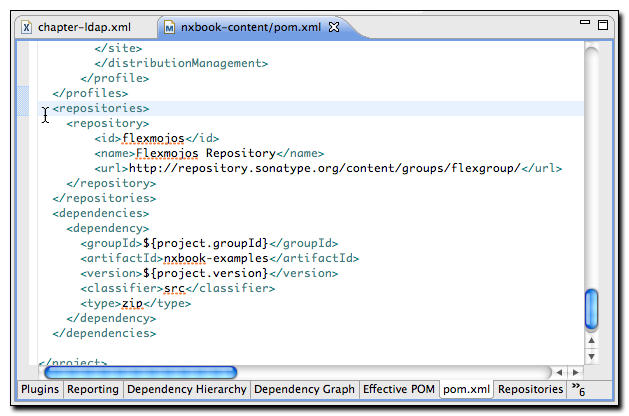 chapter-ldap.xml nxbook-content/pom.xml
</site>
</distributionManagement>
</profile>
</profiles>
<repositories>
<repository>
<id>flexmojos</id>
<name>Flexmojos Repository</name>
<url>http://repository.sonatype.org/content/groups/flexgroup/</url>
</repository>
</repositories>
<dependencies>
<dependency>
<groupId>${project.groupId}</groupId>
<artifactId>nxbook-examples</artifactId>
<version>${project.version}</version>
<classifier>src</classifier>
<type>zip</type>
</dependency>
</dependencies>
</project>
Plugins Reporting Dependency Hierarchy Dependency Graph Effective POM pom.xml Repositories »6